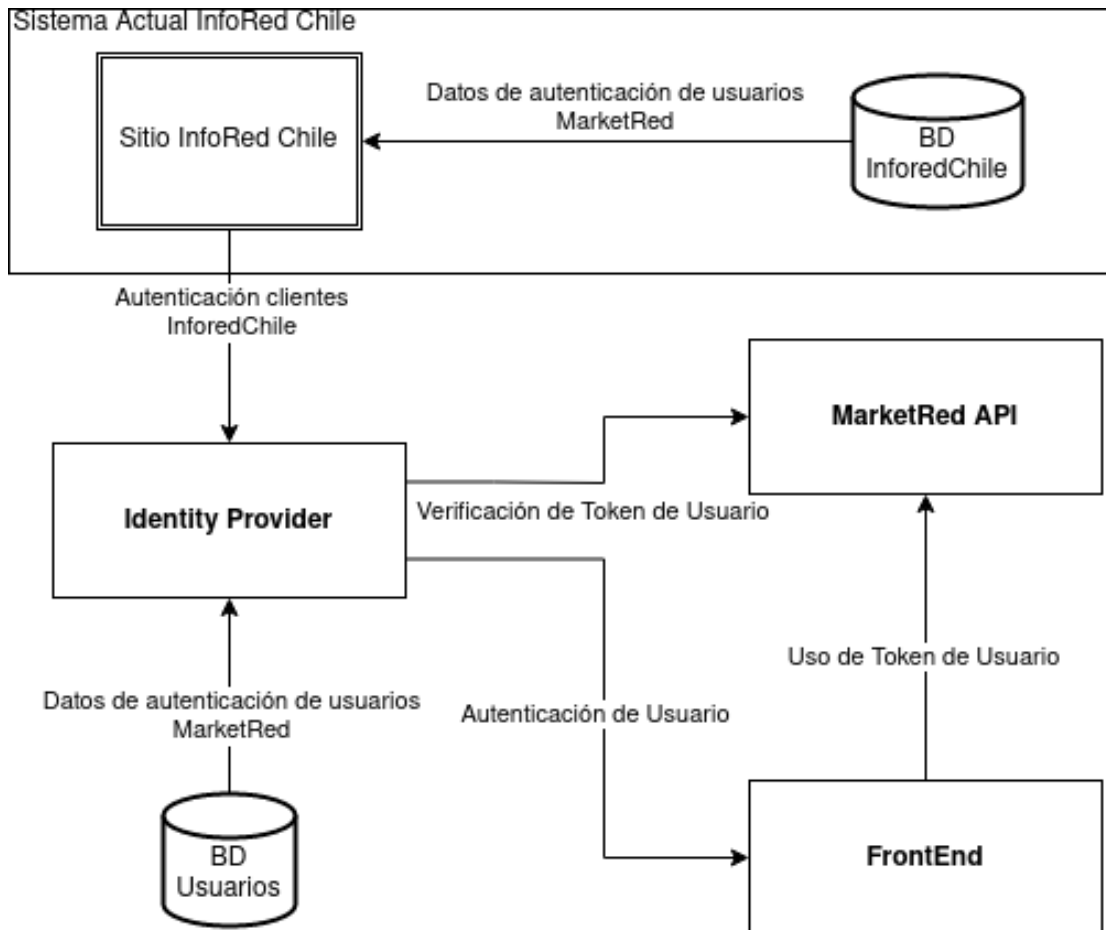 Sistema Actual InfoRed Chile
Sitio InfoRed Chile
Datos de autenticación de usuarios
MarketRed
BD
InforedChile
Autenticación clientes
InforedChile
MarketRed API
Identity Provider
Verificación de Token de Usuario
Uso de Token de Usuario
Datos de autenticación de usuarios
MarketRed
Autenticación de Usuario
BD
Usuarios
FrontEnd